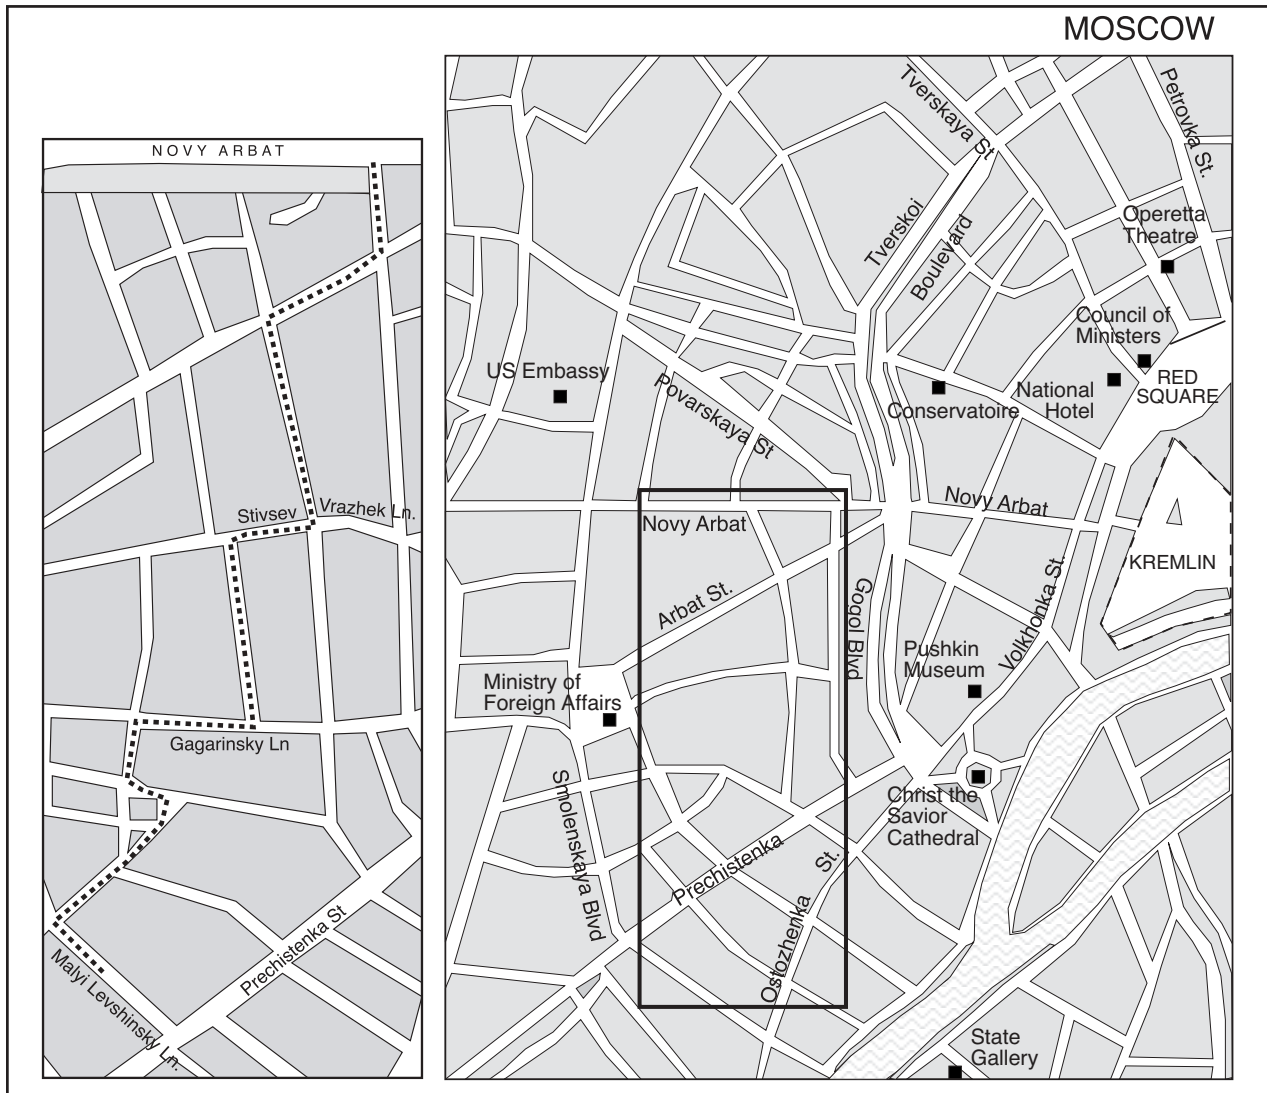 MOSCOW
NOVY ARBAT
Stivsev
Vrazhek Ln.
Gagarinsky Ln
Prechistenka St
Malyi Levshinsky Ln.
Tverskaya St
Petrovka St.
Tverskoi
Boulevard
Operetta
Theatre
Council of
Ministers
US Embassy
Povarskaya St
Conservatoire
National
Hotel
RED
SQUARE
Novy Arbat
Novy Arbat
KREMLIN
Arbat St.
Gogol Blvd
Volkhonka St.
Pushkin
Museum
Ministry of
Foreign Affairs
Smolenskaya Blvd
Christ the
Savior
Cathedral
Prechistenka
St.
Ostozhenka
State
Gallery